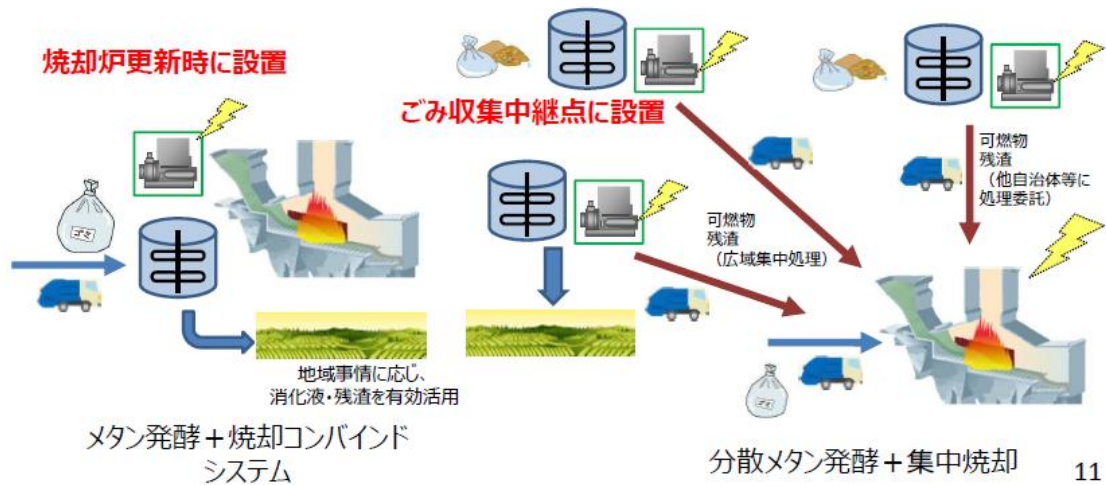 焼却炉更新時に設置
ごみ収集中継点に設置
ゴミ
可燃物
残渣
（他自治体等に
処理委託）
可燃物
残渣
（広域集中処理）
地域事情に応じ、
消化液・残渣を有効活用
メタン発酵＋焼却コンバインド
システム
分散メタン発酵＋集中焼却
11